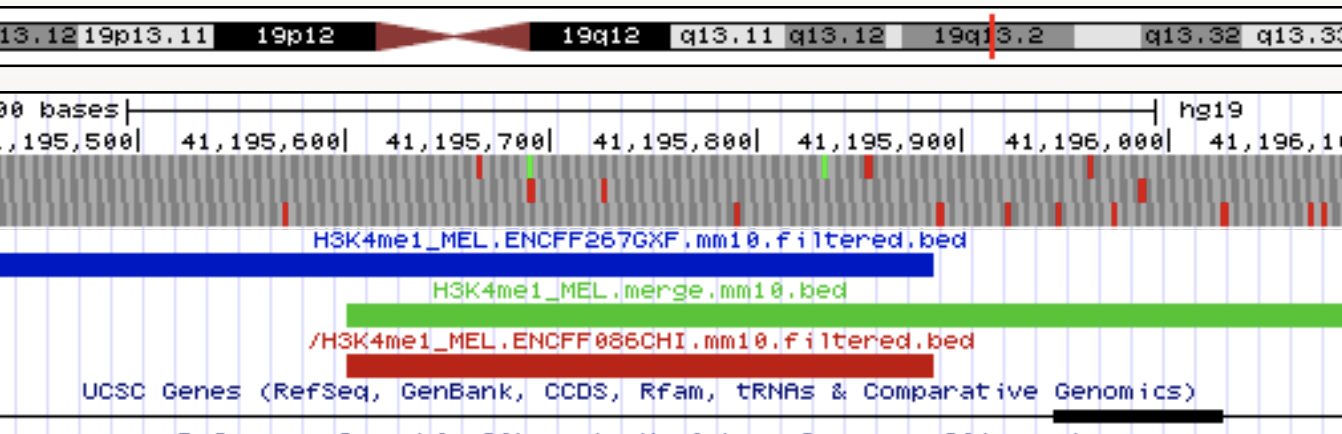 13.12 19p13.11 19p12 19q12 q13.11 q13.12 19q13.2 q13.32 q13.33
00 bases hg19
,195,500| 41,195,600| 41,195,700| 41,195,800| 41,195,900| 41,196,000| 41,196,10
H3K4me1_MEL.ENCFF267GXF.mm10.filtered.bed
H3K4me1_MEL.merge.mm10.bed
/H3K4me1_MEL.ENCFF086CHI.mm10.filtered.bed
UCSC Genes (RefSeq, GenBank, CCDS, Rfam, tRNAs & Comparative Genomics)